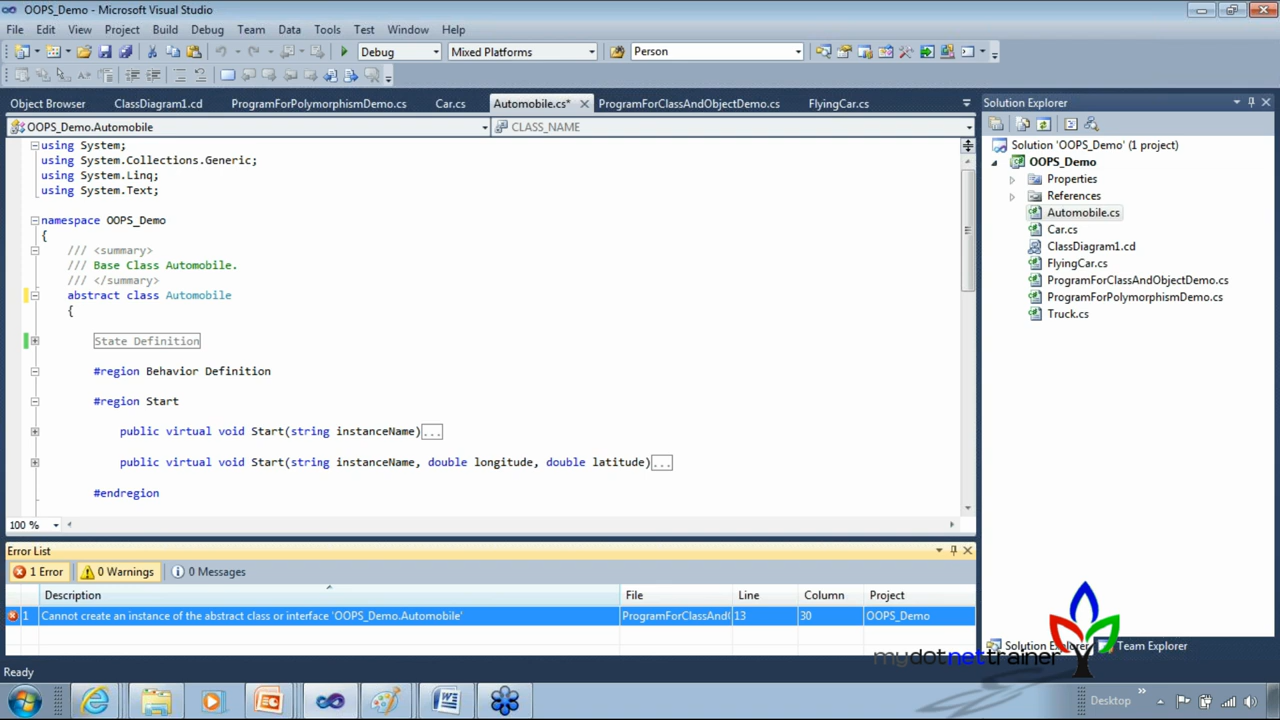 OOPS_Demo - Microsoft Visual Studio
File Edit View Project Build Debug Team Data Tools Test Window Help
Debug Mixed Platforms Person
Object Browser ClassDiagram1.cd ProgramForPolymorphismDemo.cs Car.cs Automobile.cs* ProgramForClassAndObjectDemo.cs FlyingCar.cs
OOPS_Demo.Automobile CLASS_NAME
using System;
using System.Collections.Generic;
using System.Linq;
using System.Text;
namespace OOPS_Demo
{
/// <summary>
/// Base Class Automobile.
/// </summary>
abstract class Automobile
{
State Definition
#region Behavior Definition
#region Start
public virtual void Start(string instanceName)...
public virtual void Start(string instanceName, double longitude, double latitude)...
#endregion
100 %
Solution Explorer
Solution 'OOPS_Demo' (1 project)
OOPS_Demo
Properties
References
Automobile.cs
Car.cs
ClassDiagram1.cd
FlyingCar.cs
ProgramForClassAndObjectDemo.cs
ProgramForPolymorphismDemo.cs
Truck.cs
Solution Explorer Team Explorer
Error List
1 Error 0 Warnings 0 Messages
Description File Line Column Project
1 Cannot create an instance of the abstract class or interface 'OOPS_Demo.Automobile' ProgramForClassAnd 13 30 OOPS_Demo
Ready
mydotnettrainer
Desktop